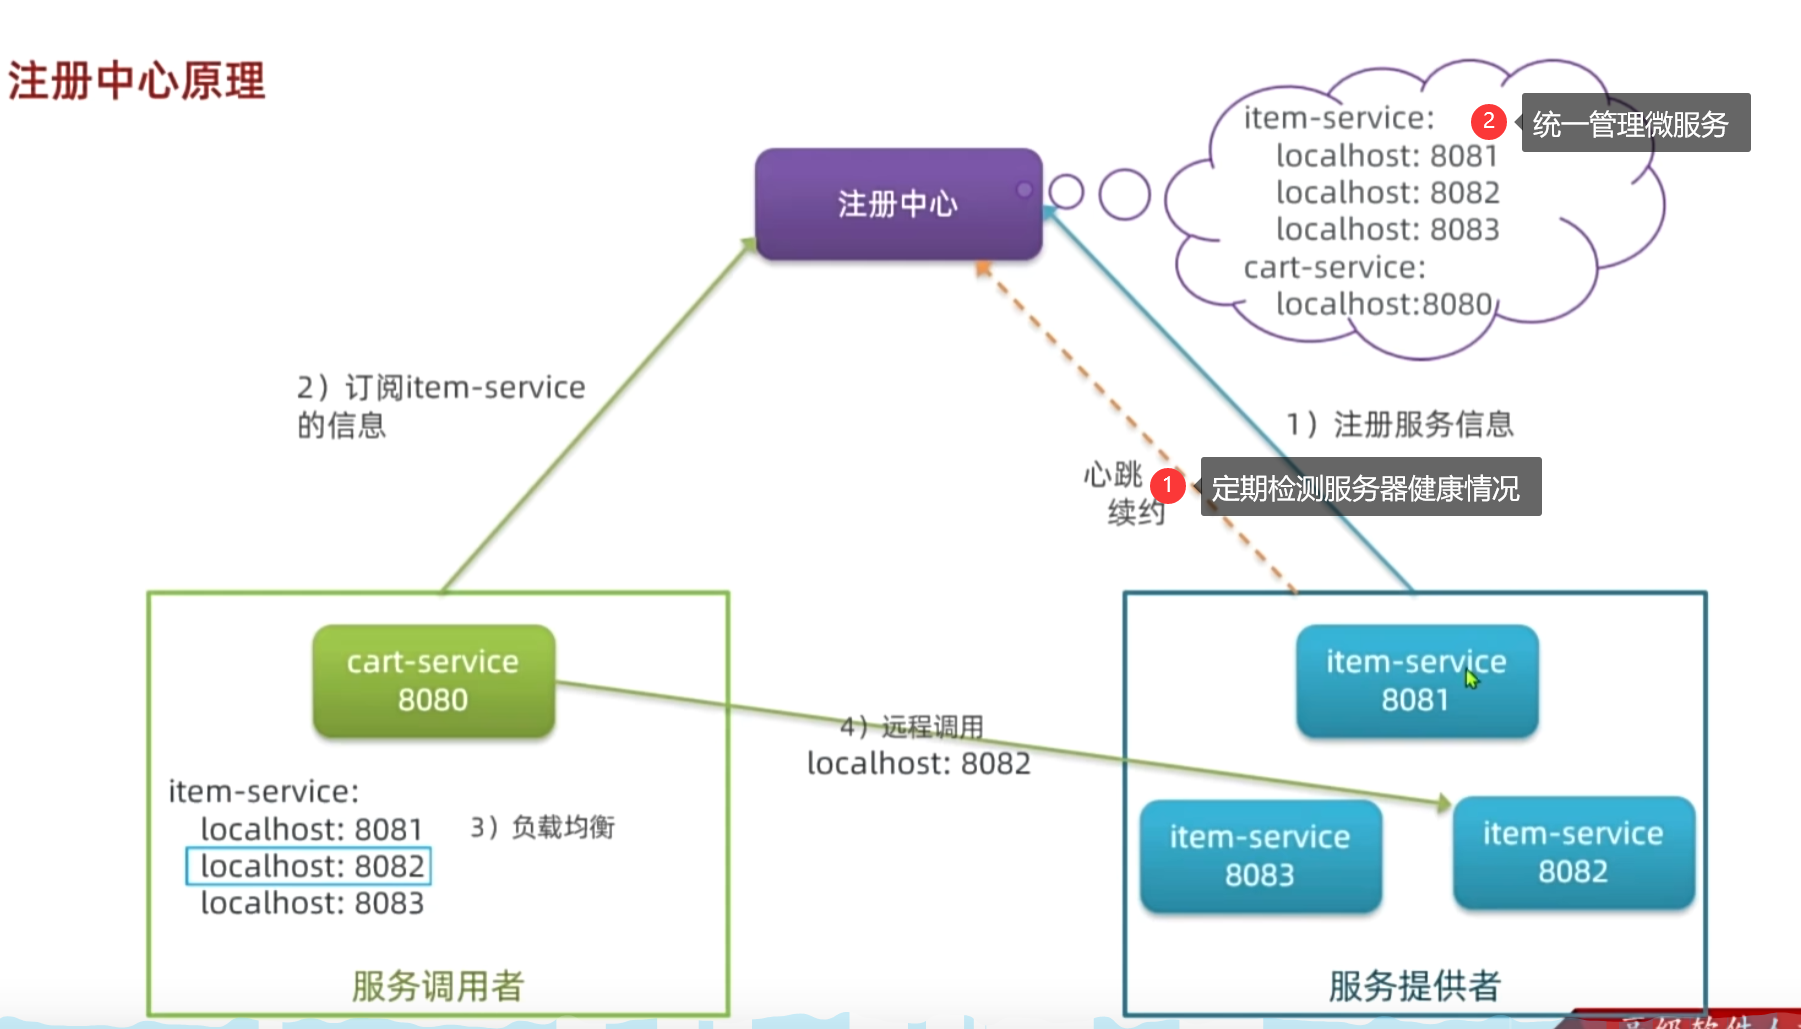 注册中心原理
注册中心
item-service:
2
统一管理微服务
localhost: 8081
localhost: 8082
localhost: 8083
cart-service:
localhost:8080
2）订阅item-service
的信息
1）注册服务信息
心跳
续约
1
定期检测服务器健康情况
cart-service
8080
item-service:
localhost: 8081
localhost: 8082
localhost: 8083
3）负载均衡
服务调用者
4）远程调用
localhost: 8082
item-service
8081
item-service
8083
item-service
8082
服务提供者